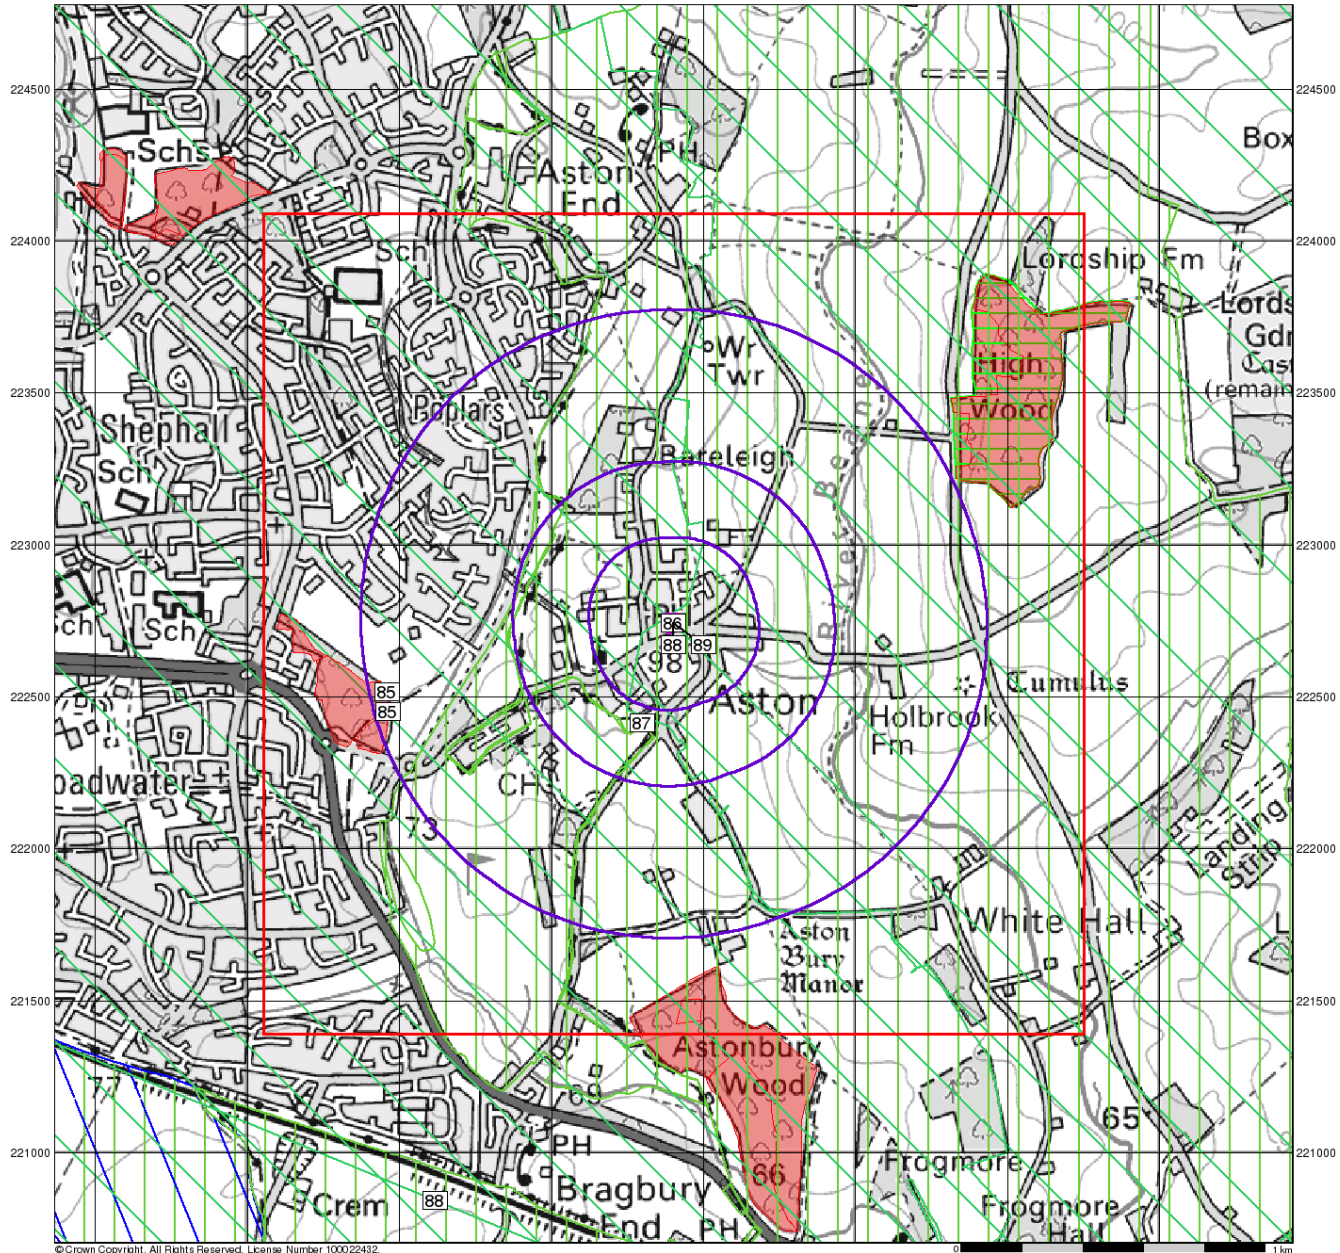 224500
224500
Box
Schs
PH
Aston
End
224000
224000
Sch
Lordship Fm
Wr
Twr
Lords
Gdn
Cast
(remain
High
223500
223500
Wood
Poplars
Shephall
Bareleigh
Sch
River Beane
223000
223000
Sch
Sch
86
88
89
98
85
85
222500
222500
Aston
Tumulus
87
Holbrook
Fm
CH
oadwater
73
222000
222000
Landing
Strip
White Hall
L
Aston
Bury
Manor
221500
221500
Astonbury
Wood
77
69
65
PH
221000
221000
66
Frogmore
Bragbury
End
PH
Crem
88
Frogmore
Hall
© Crown Copyright. All Rights Reserved. License Number 100022432.
0
1 km